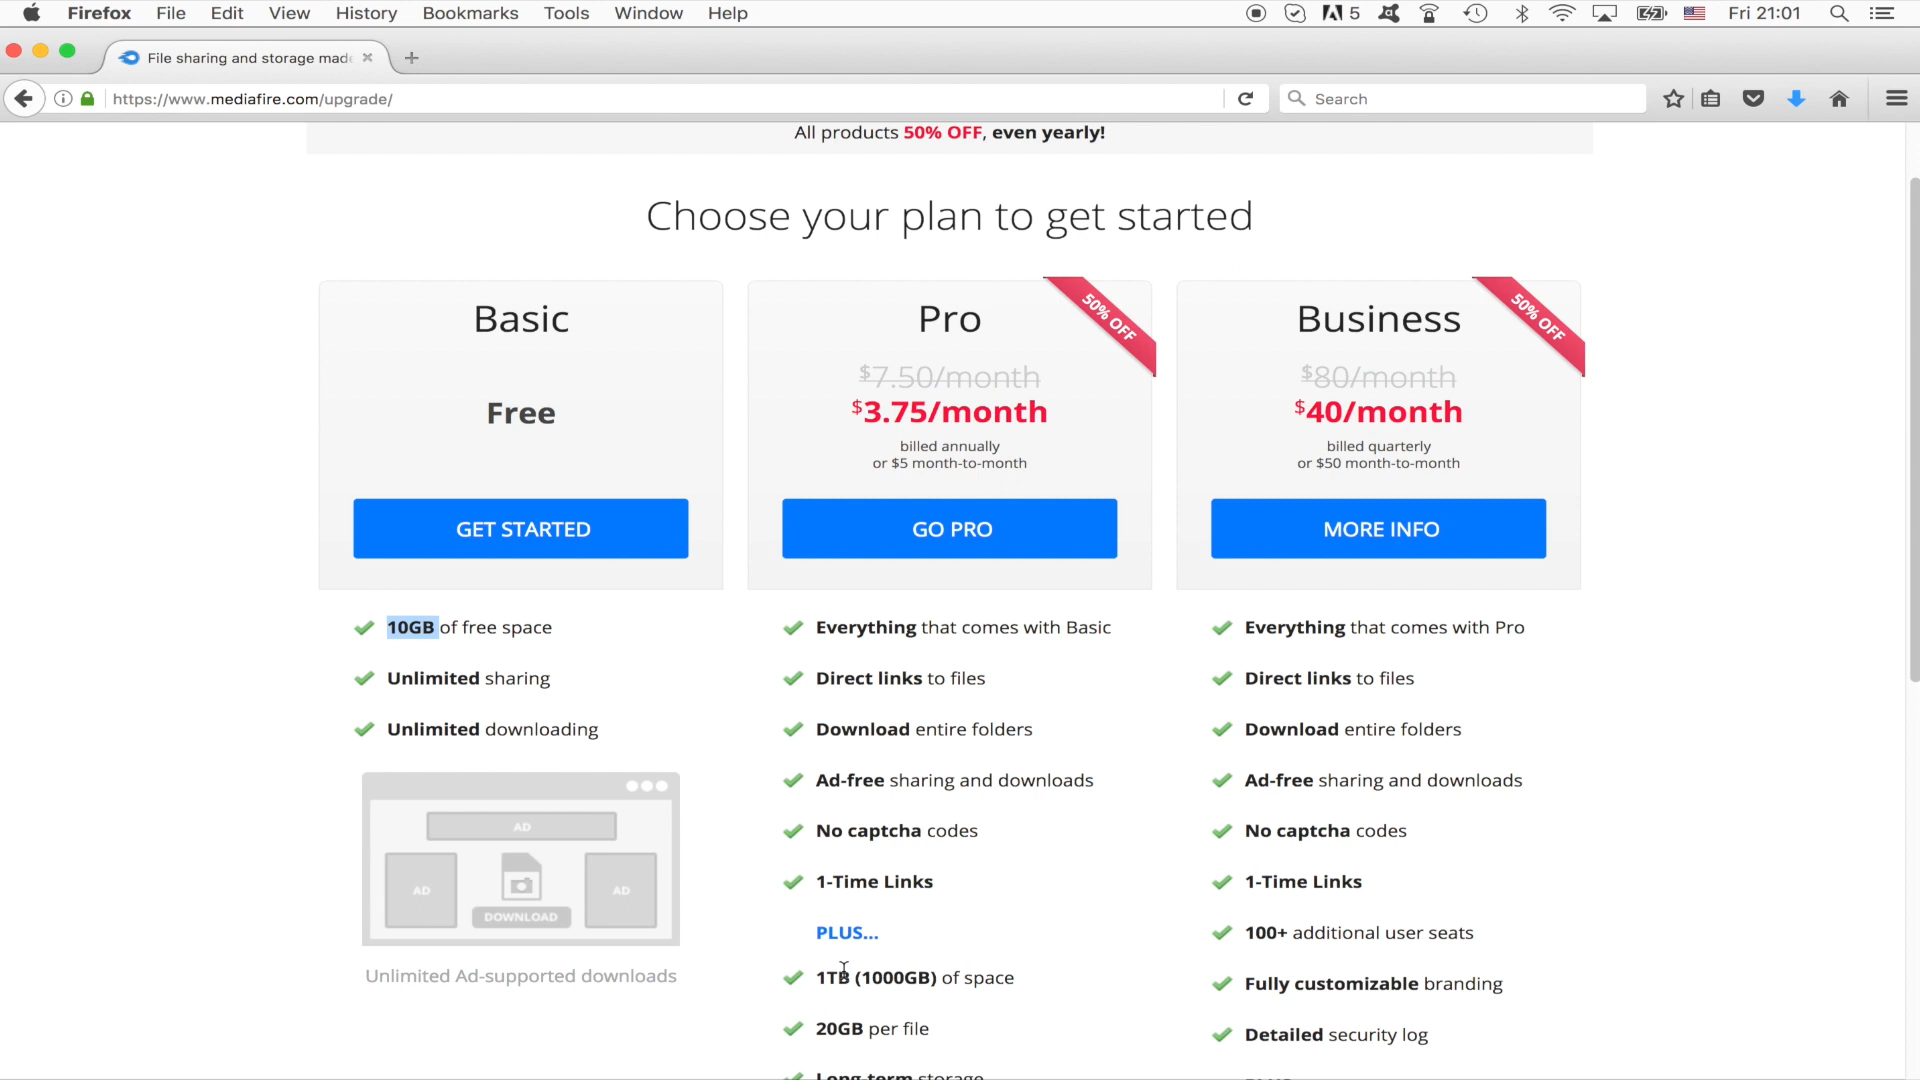 Firefox File Edit View History Bookmarks Tools Window Help
5 Fri 21:01
File sharing and storage mad
https://www.mediafire.com/upgrade/
Search
All products 50% OFF, even yearly!
Choose your plan to get started
Basic
Free
GET STARTED
10GB of free space
Unlimited sharing
Unlimited downloading
AD
AD
AD
DOWNLOAD
Unlimited Ad-supported downloads
50% OFF
Pro
$7.50/month
$3.75/month
billed annually
or $5 month-to-month
GO PRO
Everything that comes with Basic
Direct links to files
Download entire folders
Ad-free sharing and downloads
No captcha codes
1-Time Links
PLUS...
1TB (1000GB) of space
20GB per file
Long-term storage
50% OFF
Business
$80/month
$40/month
billed quarterly
or $50 month-to-month
MORE INFO
Everything that comes with Pro
Direct links to files
Download entire folders
Ad-free sharing and downloads
No captcha codes
1-Time Links
100+ additional user seats
Fully customizable branding
Detailed security log